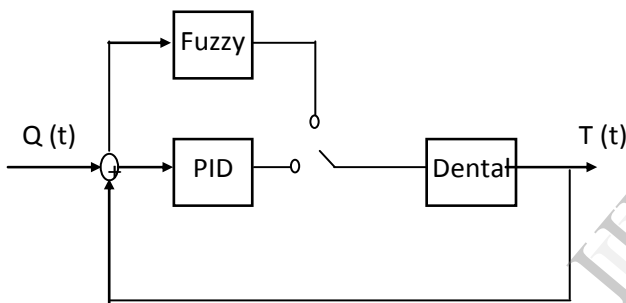 Fuzzy
Q (t)
T (t)
+
PID
Dental